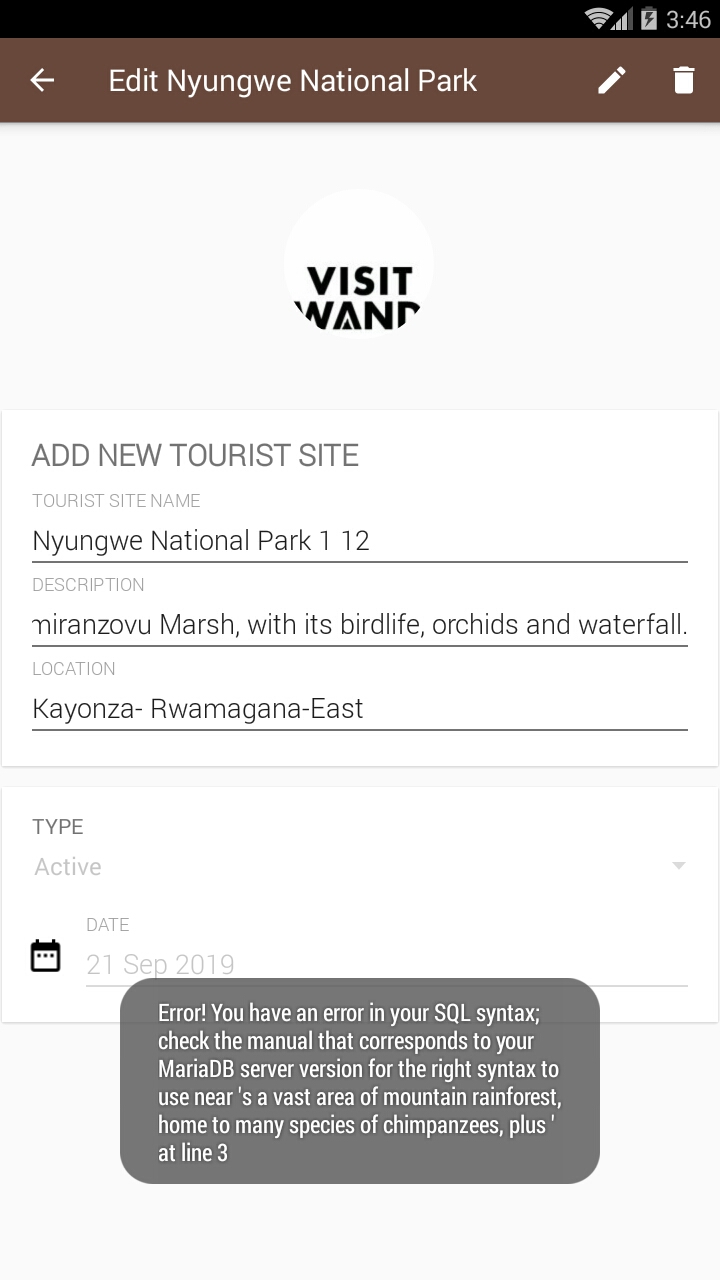 3:46
Edit Nyungwe National Park
VISIT
WAND
ADD NEW TOURIST SITE
TOURIST SITE NAME
Nyungwe National Park 1 12
DESCRIPTION
miranzovu Marsh, with its birdlife, orchids and waterfall.
LOCATION
Kayonza- Rwamagana-East
TYPE
Active
DATE
21 Sep 2019
Error! You have an error in your SQL syntax;
check the manual that corresponds to your
MariaDB server version for the right syntax to
use near 's a vast area of mountain rainforest,
home to many species of chimpanzees, plus '
at line 3